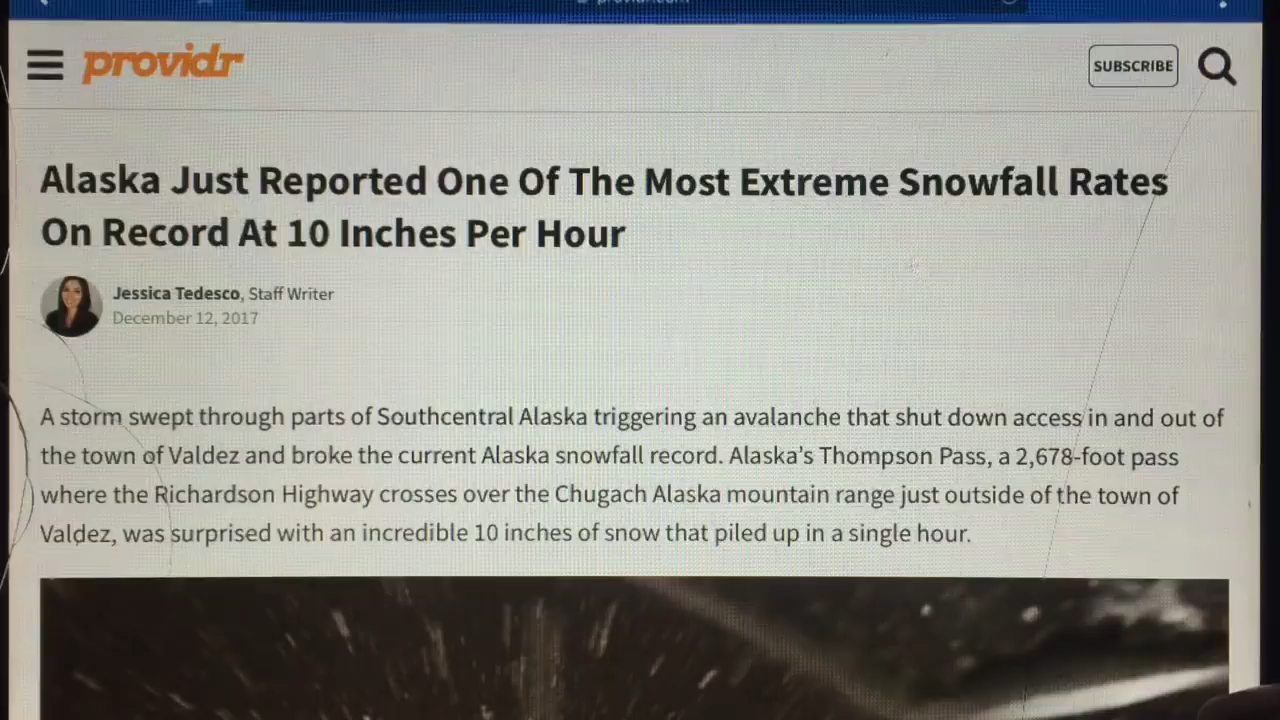 providr
SUBSCRIBE
Alaska Just Reported One Of The Most Extreme Snowfall Rates
On Record At 10 Inches Per Hour
Jessica Tedesco, Staff Writer
December 12, 2017
A storm swept through parts of Southcentral Alaska triggering an avalanche that shut down access in and out of
the town of Valdez and broke the current Alaska snowfall record. Alaska’s Thompson Pass, a 2,678-foot pass
where the Richardson Highway crosses over the Chugach Alaska mountain range just outside of the town of
Valdez, was surprised with an incredible 10 inches of snow that piled up in a single hour.